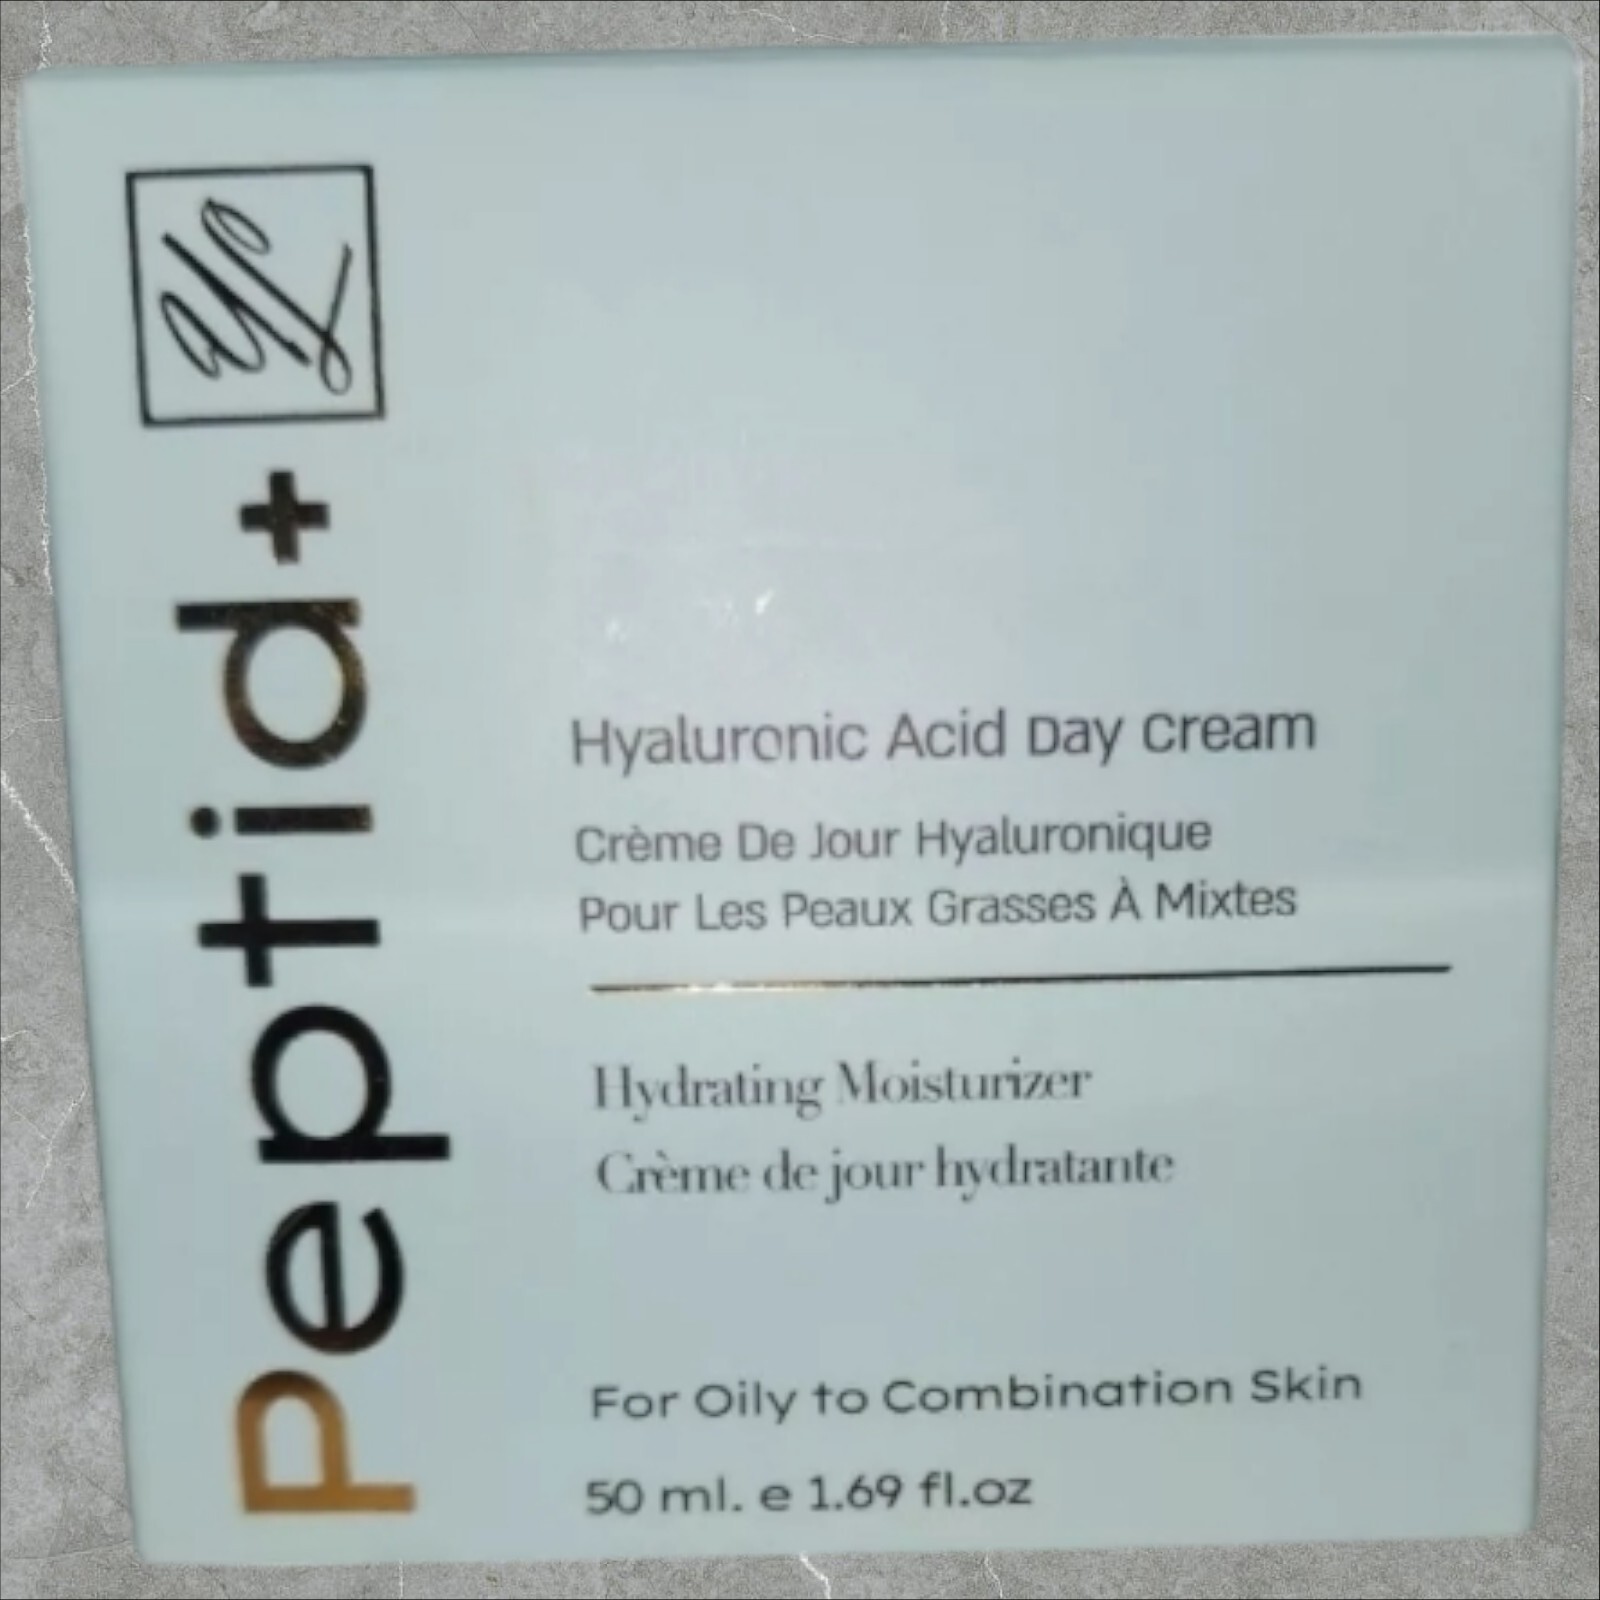 Peptid+
Hyaluronic Acid Day Cream
Crème De Jour Hyaluronique
Pour Les Peaux Grasses À Mixtes
Hydrating Moisturizer
Crème de jour hydratante
For Oily to Combination Skin
50 ml. e 1.69 fl.oz